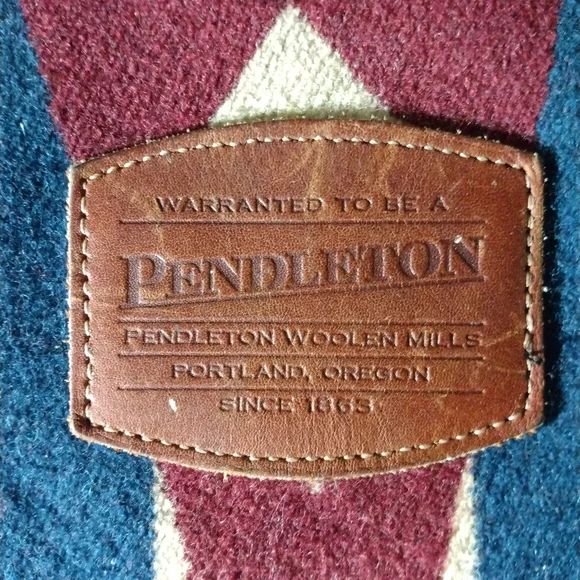 WARRANTED TO BE A
PENDLETON
PENDLETON WOOLEN MILLS
PORTLAND, OREGON
SINCE 1863